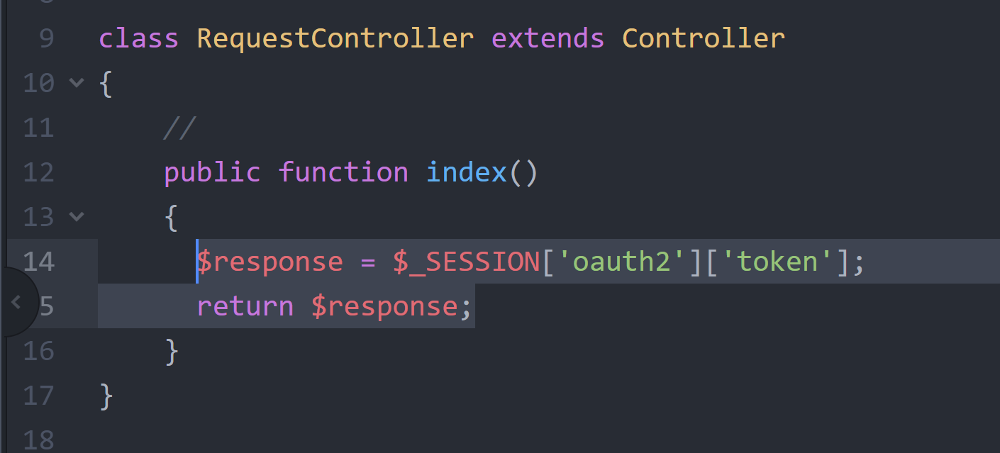 9 class RequestController extends Controller
10 {
11 //
12 public function index()
13 {
14 $response = $_SESSION['oauth2']['token'];
5 return $response;
16 }
17 }
18